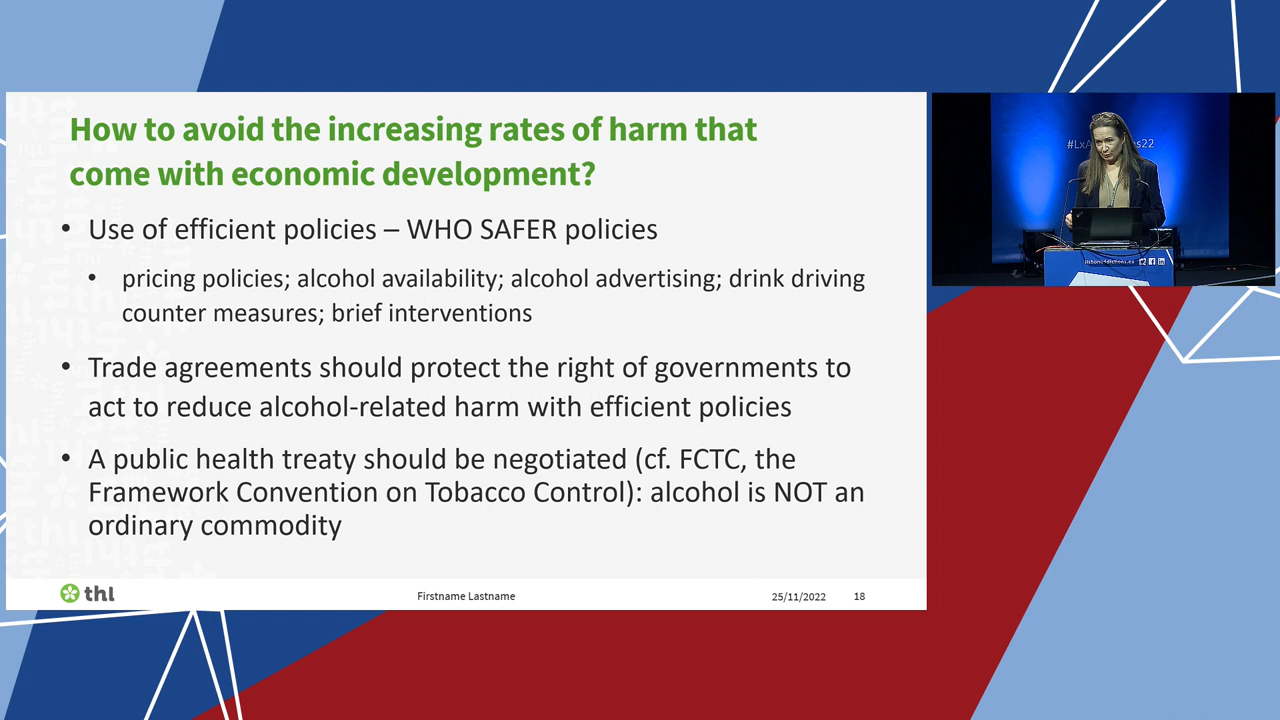 How to avoid the increasing rates of harm that
come with economic development?
• Use of efficient policies – WHO SAFER policies
• pricing policies; alcohol availability; alcohol advertising; drink driving
counter measures; brief interventions
• Trade agreements should protect the right of governments to
act to reduce alcohol-related harm with efficient policies
• A public health treaty should be negotiated (cf. FCTC, the
Framework Convention on Tobacco Control): alcohol is NOT an
ordinary commodity
thl
Firstname Lastname
25/11/2022
18